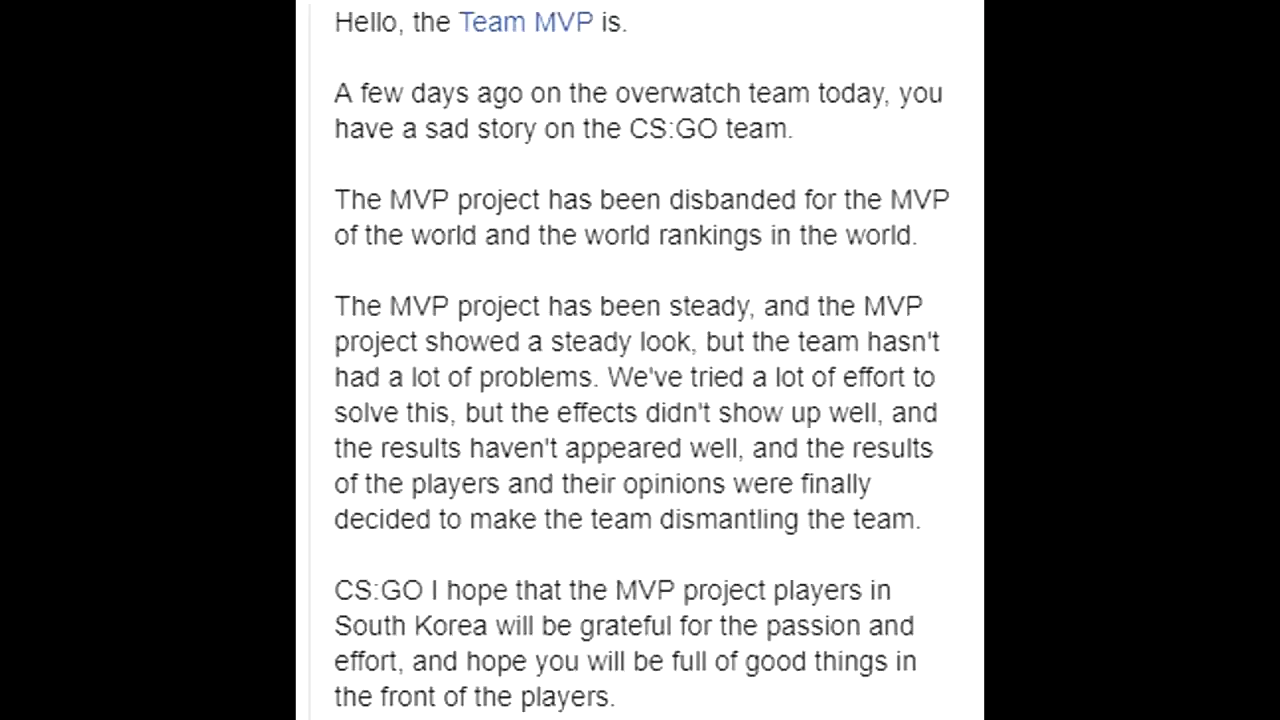 Hello, the Team MVP is.
A few days ago on the overwatch team today, you
have a sad story on the CS:GO team.
The MVP project has been disbanded for the MVP
of the world and the world rankings in the world.
The MVP project has been steady, and the MVP
project showed a steady look, but the team hasn't
had a lot of problems. We've tried a lot of effort to
solve this, but the effects didn't show up well, and
the results haven't appeared well, and the results
of the players and their opinions were finally
decided to make the team dismantling the team.
CS:GO I hope that the MVP project players in
South Korea will be grateful for the passion and
effort, and hope you will be full of good things in
the front of the players.